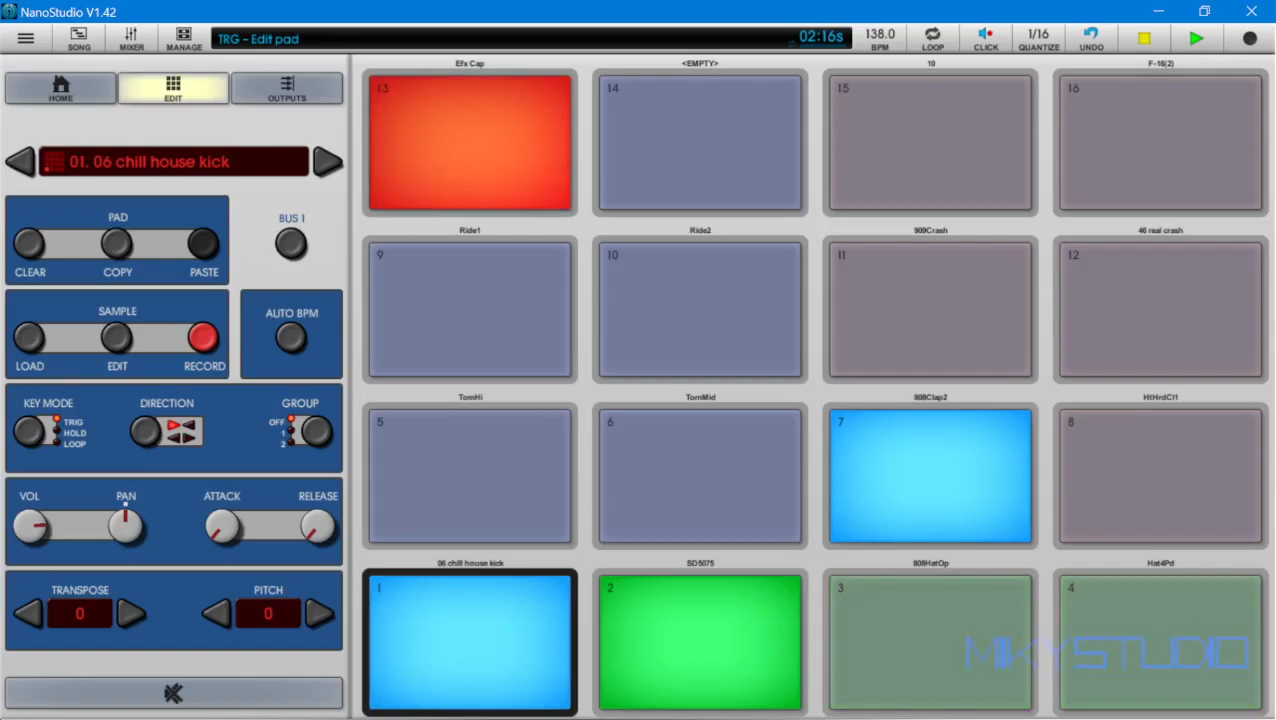 NanoStudio V1.42
SONG
MIXER
MANAGE
TRG - Edit pad
02:16s
138.0
BPM
LOOP
CLICK
1/16
QUANTIZE
UNDO
HOME
EDIT
OUTPUTS
01. 06 chill house kick
PAD
CLEAR
COPY
PASTE
BUS 1
SAMPLE
LOAD
EDIT
RECORD
AUTO BPM
KEY MODE
TRIG
HOLD
LOOP
DIRECTION
GROUP
OFF
1
2
VOL
PAN
ATTACK
RELEASE
TRANSPOSE
0
PITCH
0
Efx Cap
13
<EMPTY>
14
10
15
F-16(2)
16
Ride1
9
Ride2
10
909Crash
11
46 real crash
12
TomHi
5
TomMid
6
808Clap2
7
HtHrdCl1
8
06 chill house kick
1
SD5075
2
808HatOp
3
Hat4Pd
4
MIKYSTUDIO